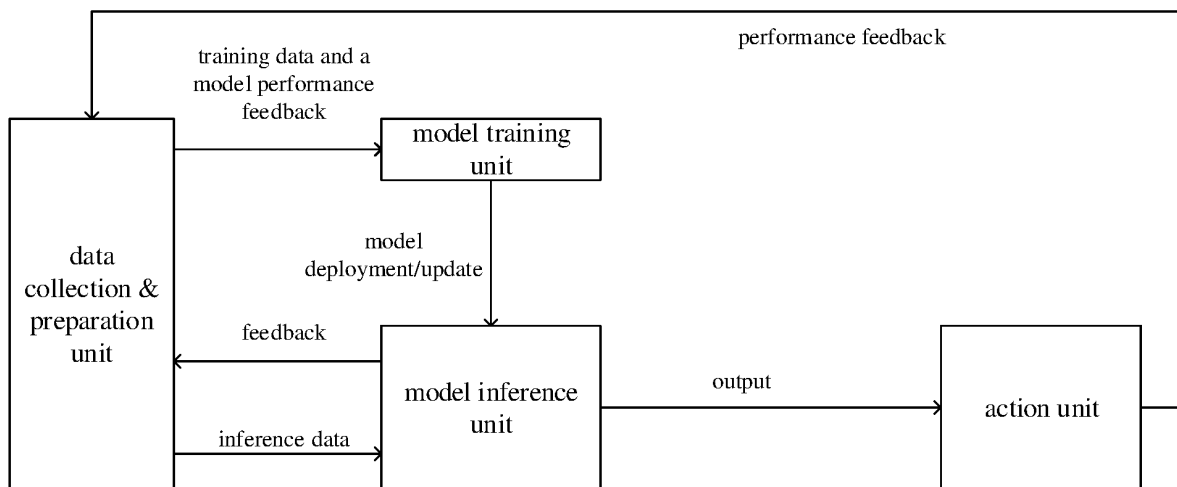 performance feedback
training data and a
model performance
feedback
model training
unit
data
collection &
preparation
unit
model
deployment/update
feedback
model inference
unit
output
action unit
inference data